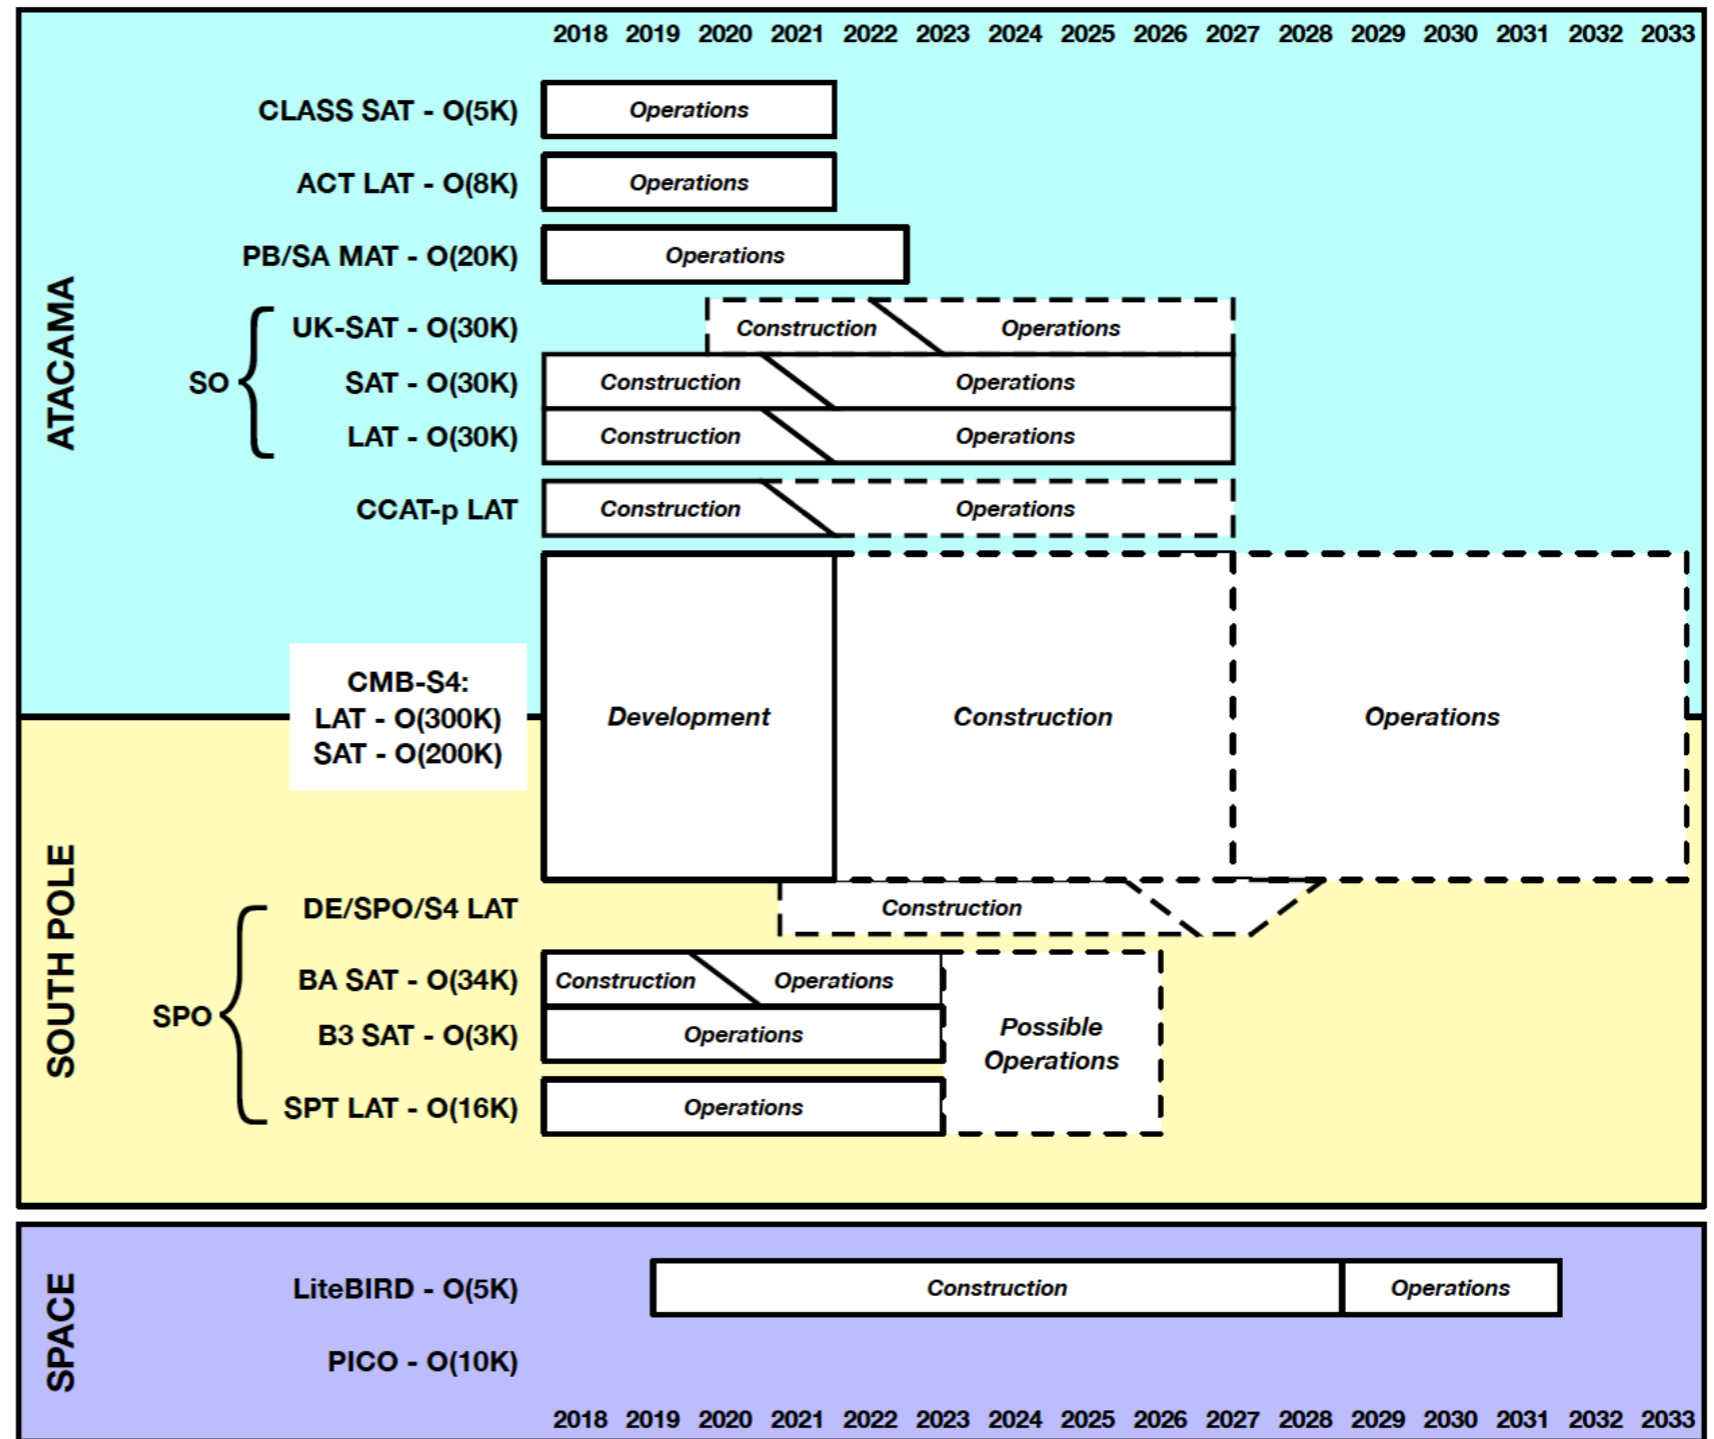 2018 2019 2020 2021 2022 2023 2024 2025 2026 2027 2028 2029 2030 2031 2032 2033
ATACAMA
CLASS SAT - O(5K)
Operations
ACT LAT - O(8K)
Operations
PB/SA MAT - O(20K)
Operations
SO
UK-SAT - O(30K)
Construction
Operations
SAT - O(30K)
Construction
Operations
LAT - O(30K)
Construction
Operations
CCAT-p LAT
Construction
Operations
CMB-S4:
LAT - O(300K)
SAT - O(200K)
Development
Construction
Operations
SOUTH POLE
DE/SPO/S4 LAT
Construction
SPO
BA SAT - O(34K)
Construction
Operations
B3 SAT - O(3K)
Operations
Possible
Operations
SPT LAT - O(16K)
Operations
SPACE
LiteBIRD - O(5K)
Construction
Operations
PICO - O(10K)
2018 2019 2020 2021 2022 2023 2024 2025 2026 2027 2028 2029 2030 2031 2032 2033